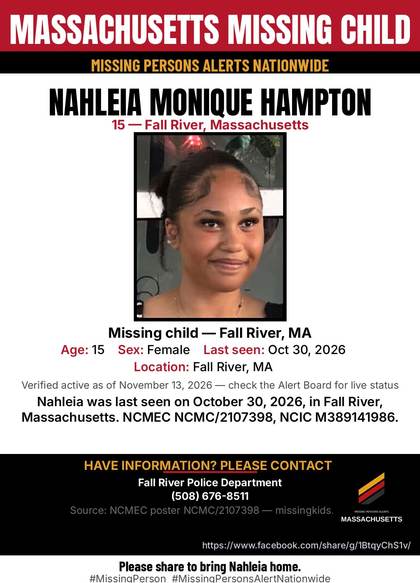 MASSACHUSETTS MISSING CHILD
MISSING PERSONS ALERTS NATIONWIDE
NAHLEIA MONIQUE HAMPTON
15 — Fall River, Massachusetts
Missing child — Fall River, MA
Age: 15 Sex: Female Last seen: Oct 30, 2026
Location: Fall River, MA
Verified active as of November 13, 2026 — check the Alert Board for live status
Nahleia was last seen on October 30, 2026, in Fall River,
Massachusetts. NCMEC NCMC/2107398, NCIC M389141986.
HAVE INFORMATION? PLEASE CONTACT
Fall River Police Department
(508) 676-8511
Source: NCMEC poster NCMC/2107398 — missingkids.
MISSING PERSONS ALERTS
MASSACHUSETTS
https://www.facebook.com/share/g/1BtqyChS1v/
Please share to bring Nahleia home.
#MissingPerson #MissingPersonsAlertNationwide